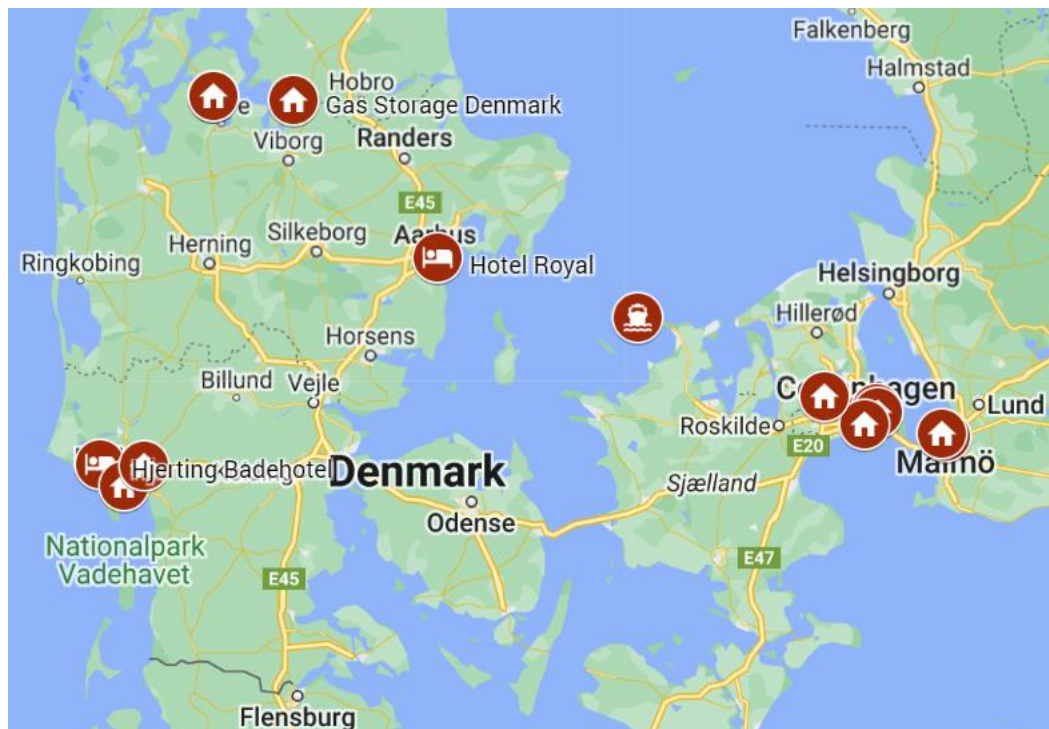 Falkenberg
Halmstad
Hobro
Gas Storage Denmark
Viborg
Randers
E45
Silkeborg
Herning
Hotel Royal
Ringkobing
Helsingborg
Hillerød
Horsens
Billund
Vejle
Lund
Roskilde
E20
Malmö
Hjerting Badehotel
Denmark
Sjælland
Odense
Nationalpark
Vadehavet
E45
E47
Flensburg